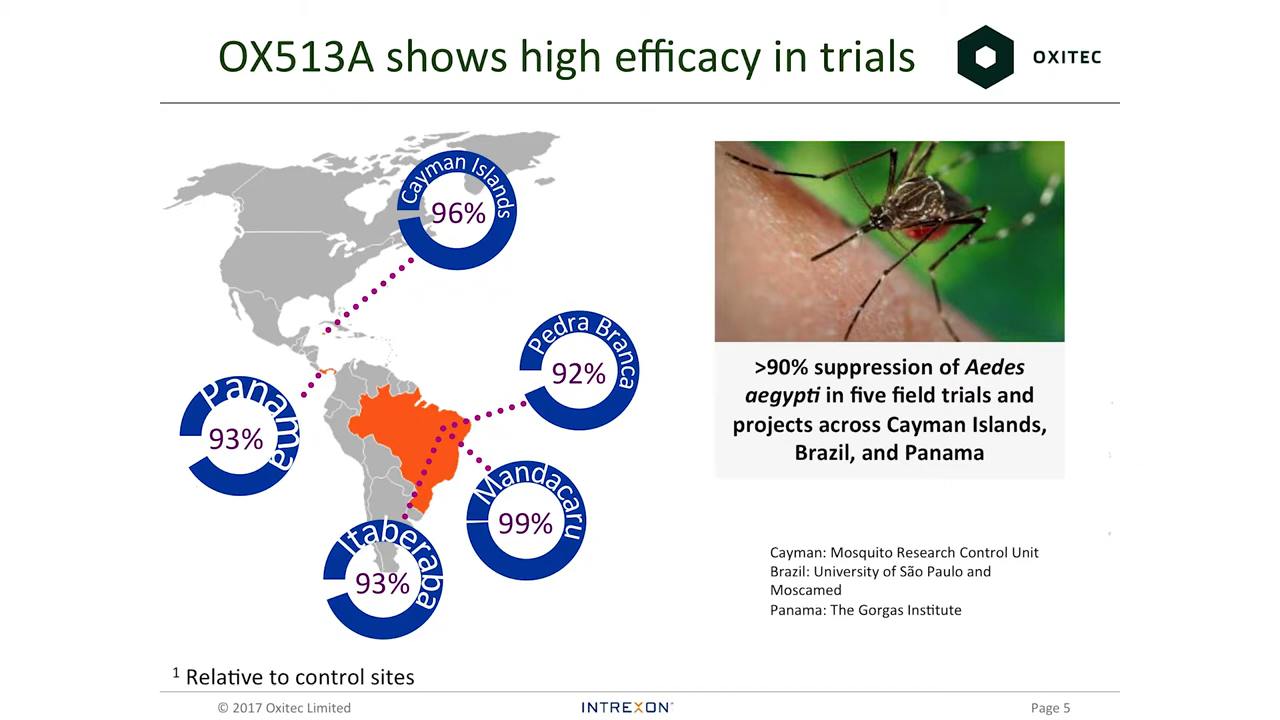 OX513A shows high efficacy in trials
OXITEC
Cayman Islands
96%
Pedra Branca
92%
Panama
93%
Mandacaru
99%
Itaberaba
93%
>90% suppression of Aedes
aegypti in five field trials and
projects across Cayman Islands,
Brazil, and Panama
Cayman: Mosquito Research Control Unit
Brazil: University of São Paulo and
Moscamed
Panama: The Gorgas Institute
1 Relative to control sites
© 2017 Oxitec Limited
INTREXON
Page 5